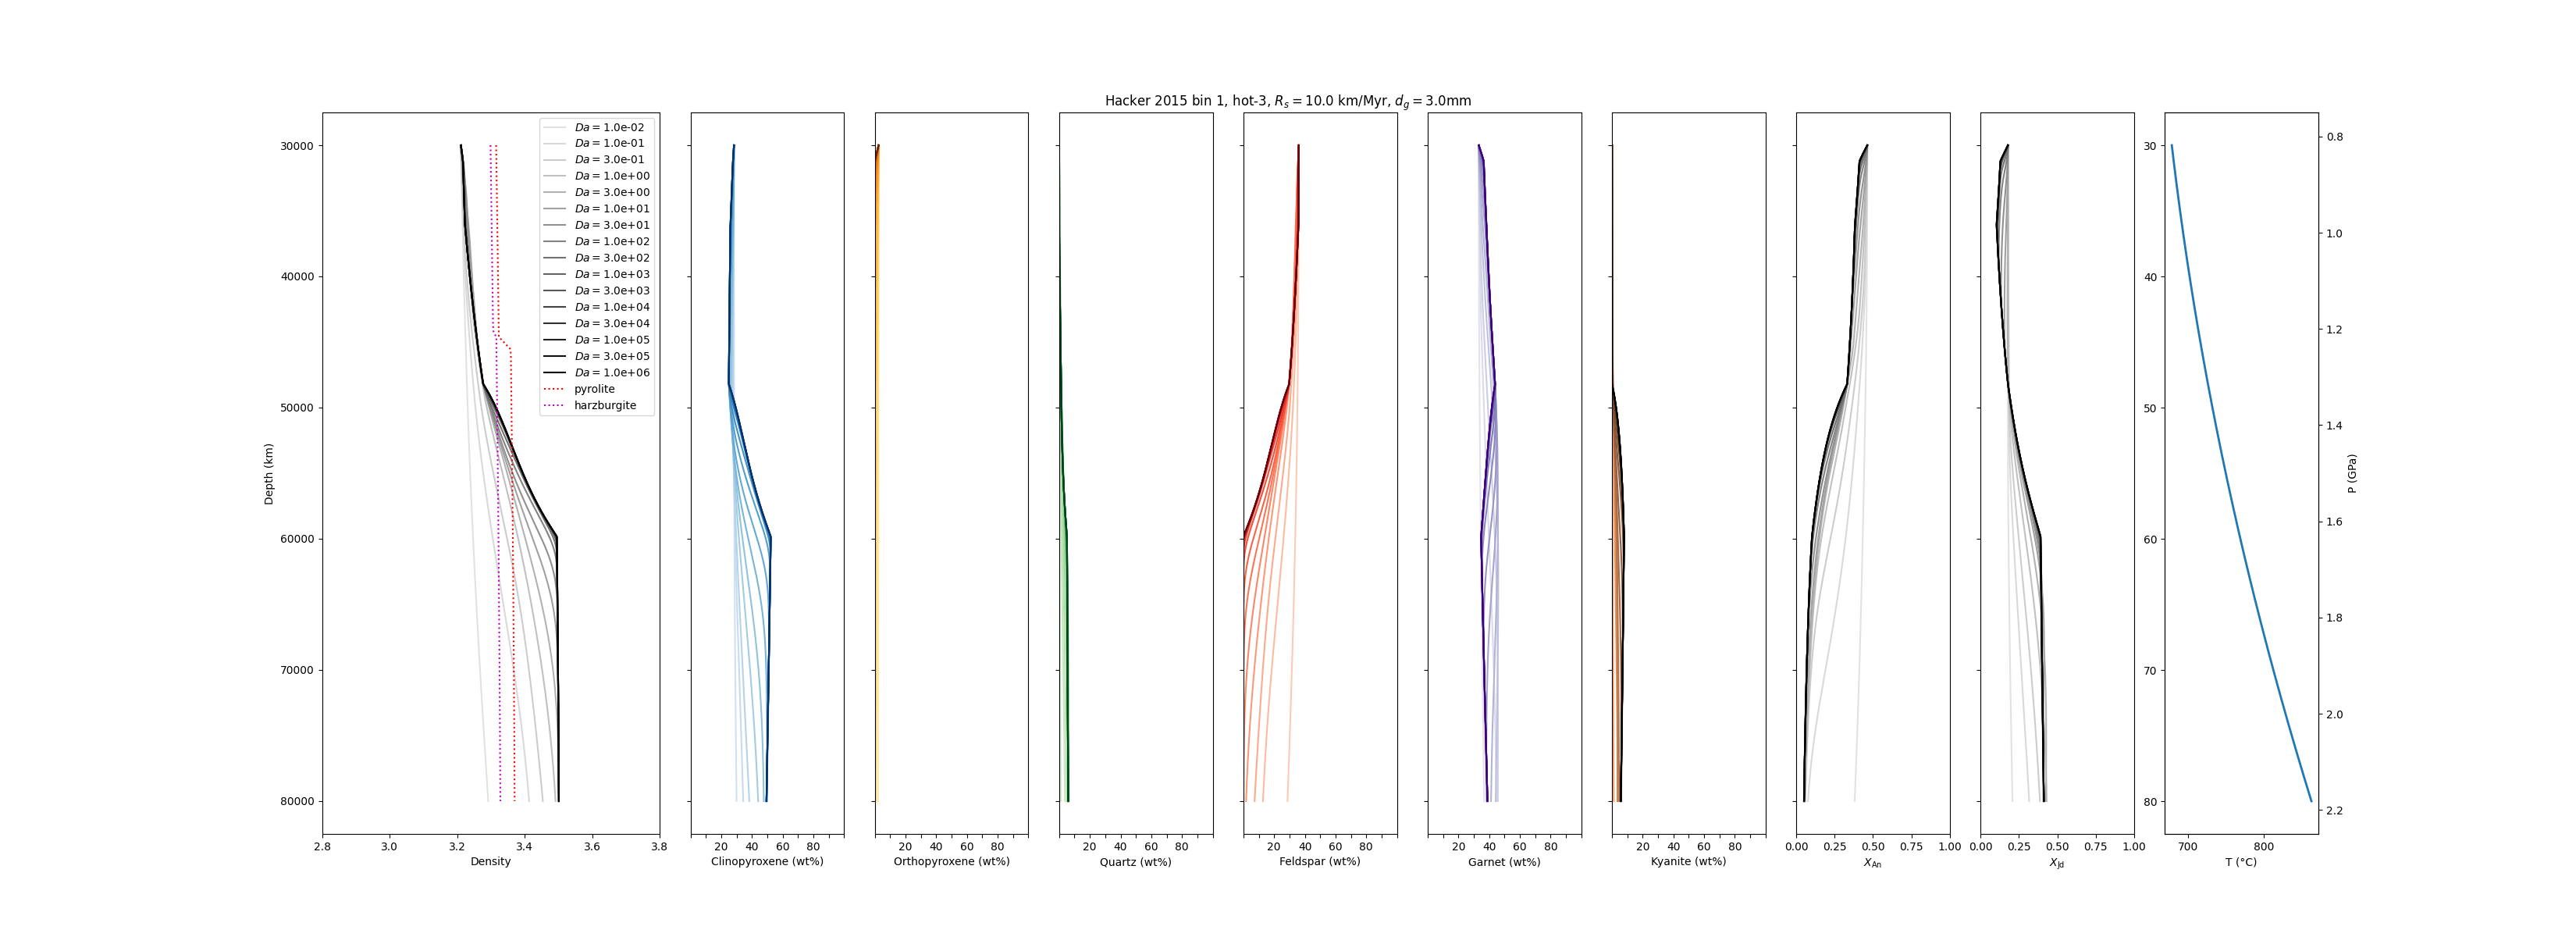 Hacker 2015 bin 1, hot-3, R_s = 10.0 km/Myr, d_g = 3.0mm
Da = 1.0e-02
Da = 1.0e-01
Da = 3.0e-01
Da = 1.0e+00
Da = 3.0e+00
Da = 1.0e+01
Da = 3.0e+01
Da = 1.0e+02
Da = 3.0e+02
Da = 1.0e+03
Da = 3.0e+03
Da = 1.0e+04
Da = 3.0e+04
Da = 1.0e+05
Da = 3.0e+05
Da = 1.0e+06
pyrolite
harzburgite
Depth (km)
30000
40000
50000
60000
70000
80000
2.8 3.0 3.2 3.4 3.6 3.8
Density
20 40 60 80
Clinopyroxene (wt%)
20 40 60 80
Orthopyroxene (wt%)
20 40 60 80
Quartz (wt%)
20 40 60 80
Feldspar (wt%)
20 40 60 80
Garnet (wt%)
20 40 60 80
Kyanite (wt%)
0.00 0.25 0.50 0.75 1.00
X_An
0.00 0.25 0.50 0.75 1.00
X_Jd
30
40
50
60
70
80
700 800
T (°C)
0.8
1.0
1.2
1.4
1.6
1.8
2.0
2.2
P (GPa)